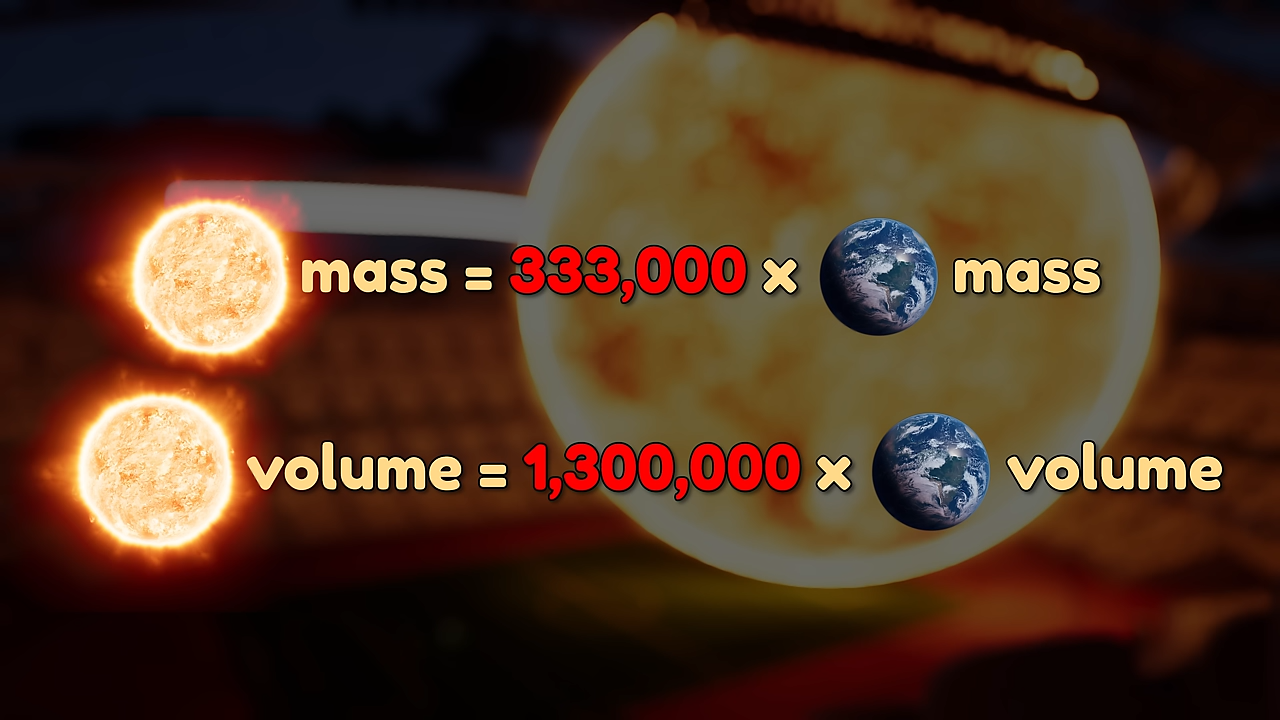 mass = 333,000 x mass
volume = 1,300,000 x volume